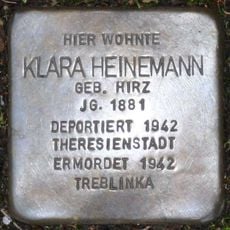 HIER WOHNTE
KLARA HEINEMANN
GEB. HIRZ
JG. 1881
DEPORTIERT 1942
THERESIENSTADT
ERMORDET 1942
TREBLINKA